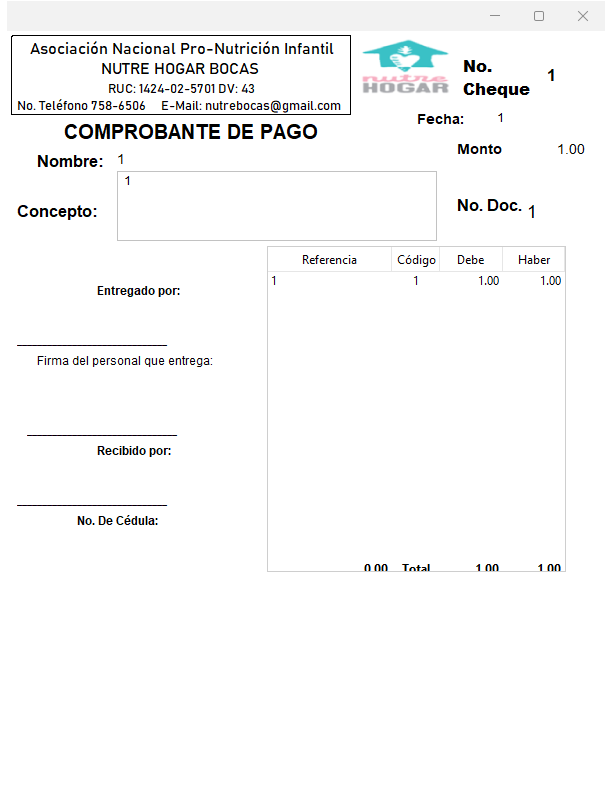 Asociación Nacional Pro-Nutrición Infantil
NUTRE HOGAR BOCAS
RUC: 1424-02-5701 DV: 43
No. Teléfono 758-6506 E-Mail: nutrebocas@gmail.com
nutre
HOGAR
No.
Cheque 1
Fecha: 1
COMPROBANTE DE PAGO
Monto 1.00
Nombre: 1
Concepto: 1
No. Doc. 1
Referencia Código Debe Haber
1 1 1.00 1.00
Entregado por:
Firma del personal que entrega:
Recibido por:
No. De Cédula:
0.00 Total 1.00 1.00